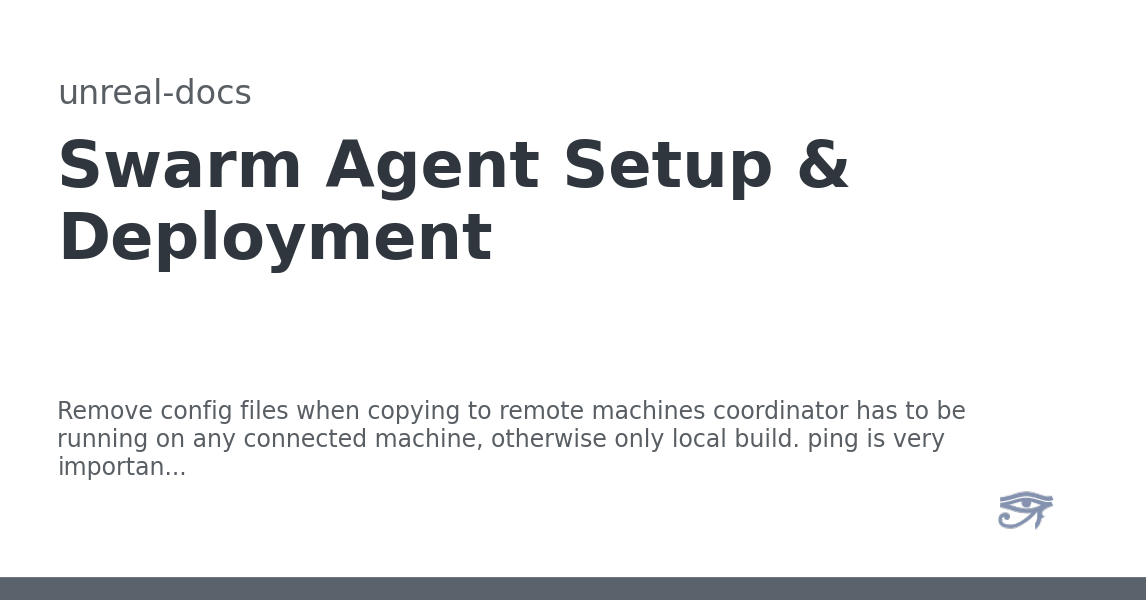 unreal-docs
Swarm Agent Setup &
Deployment
Remove config files when copying to remote machines coordinator has to be
running on any connected machine, otherwise only local build. ping is very
importan...